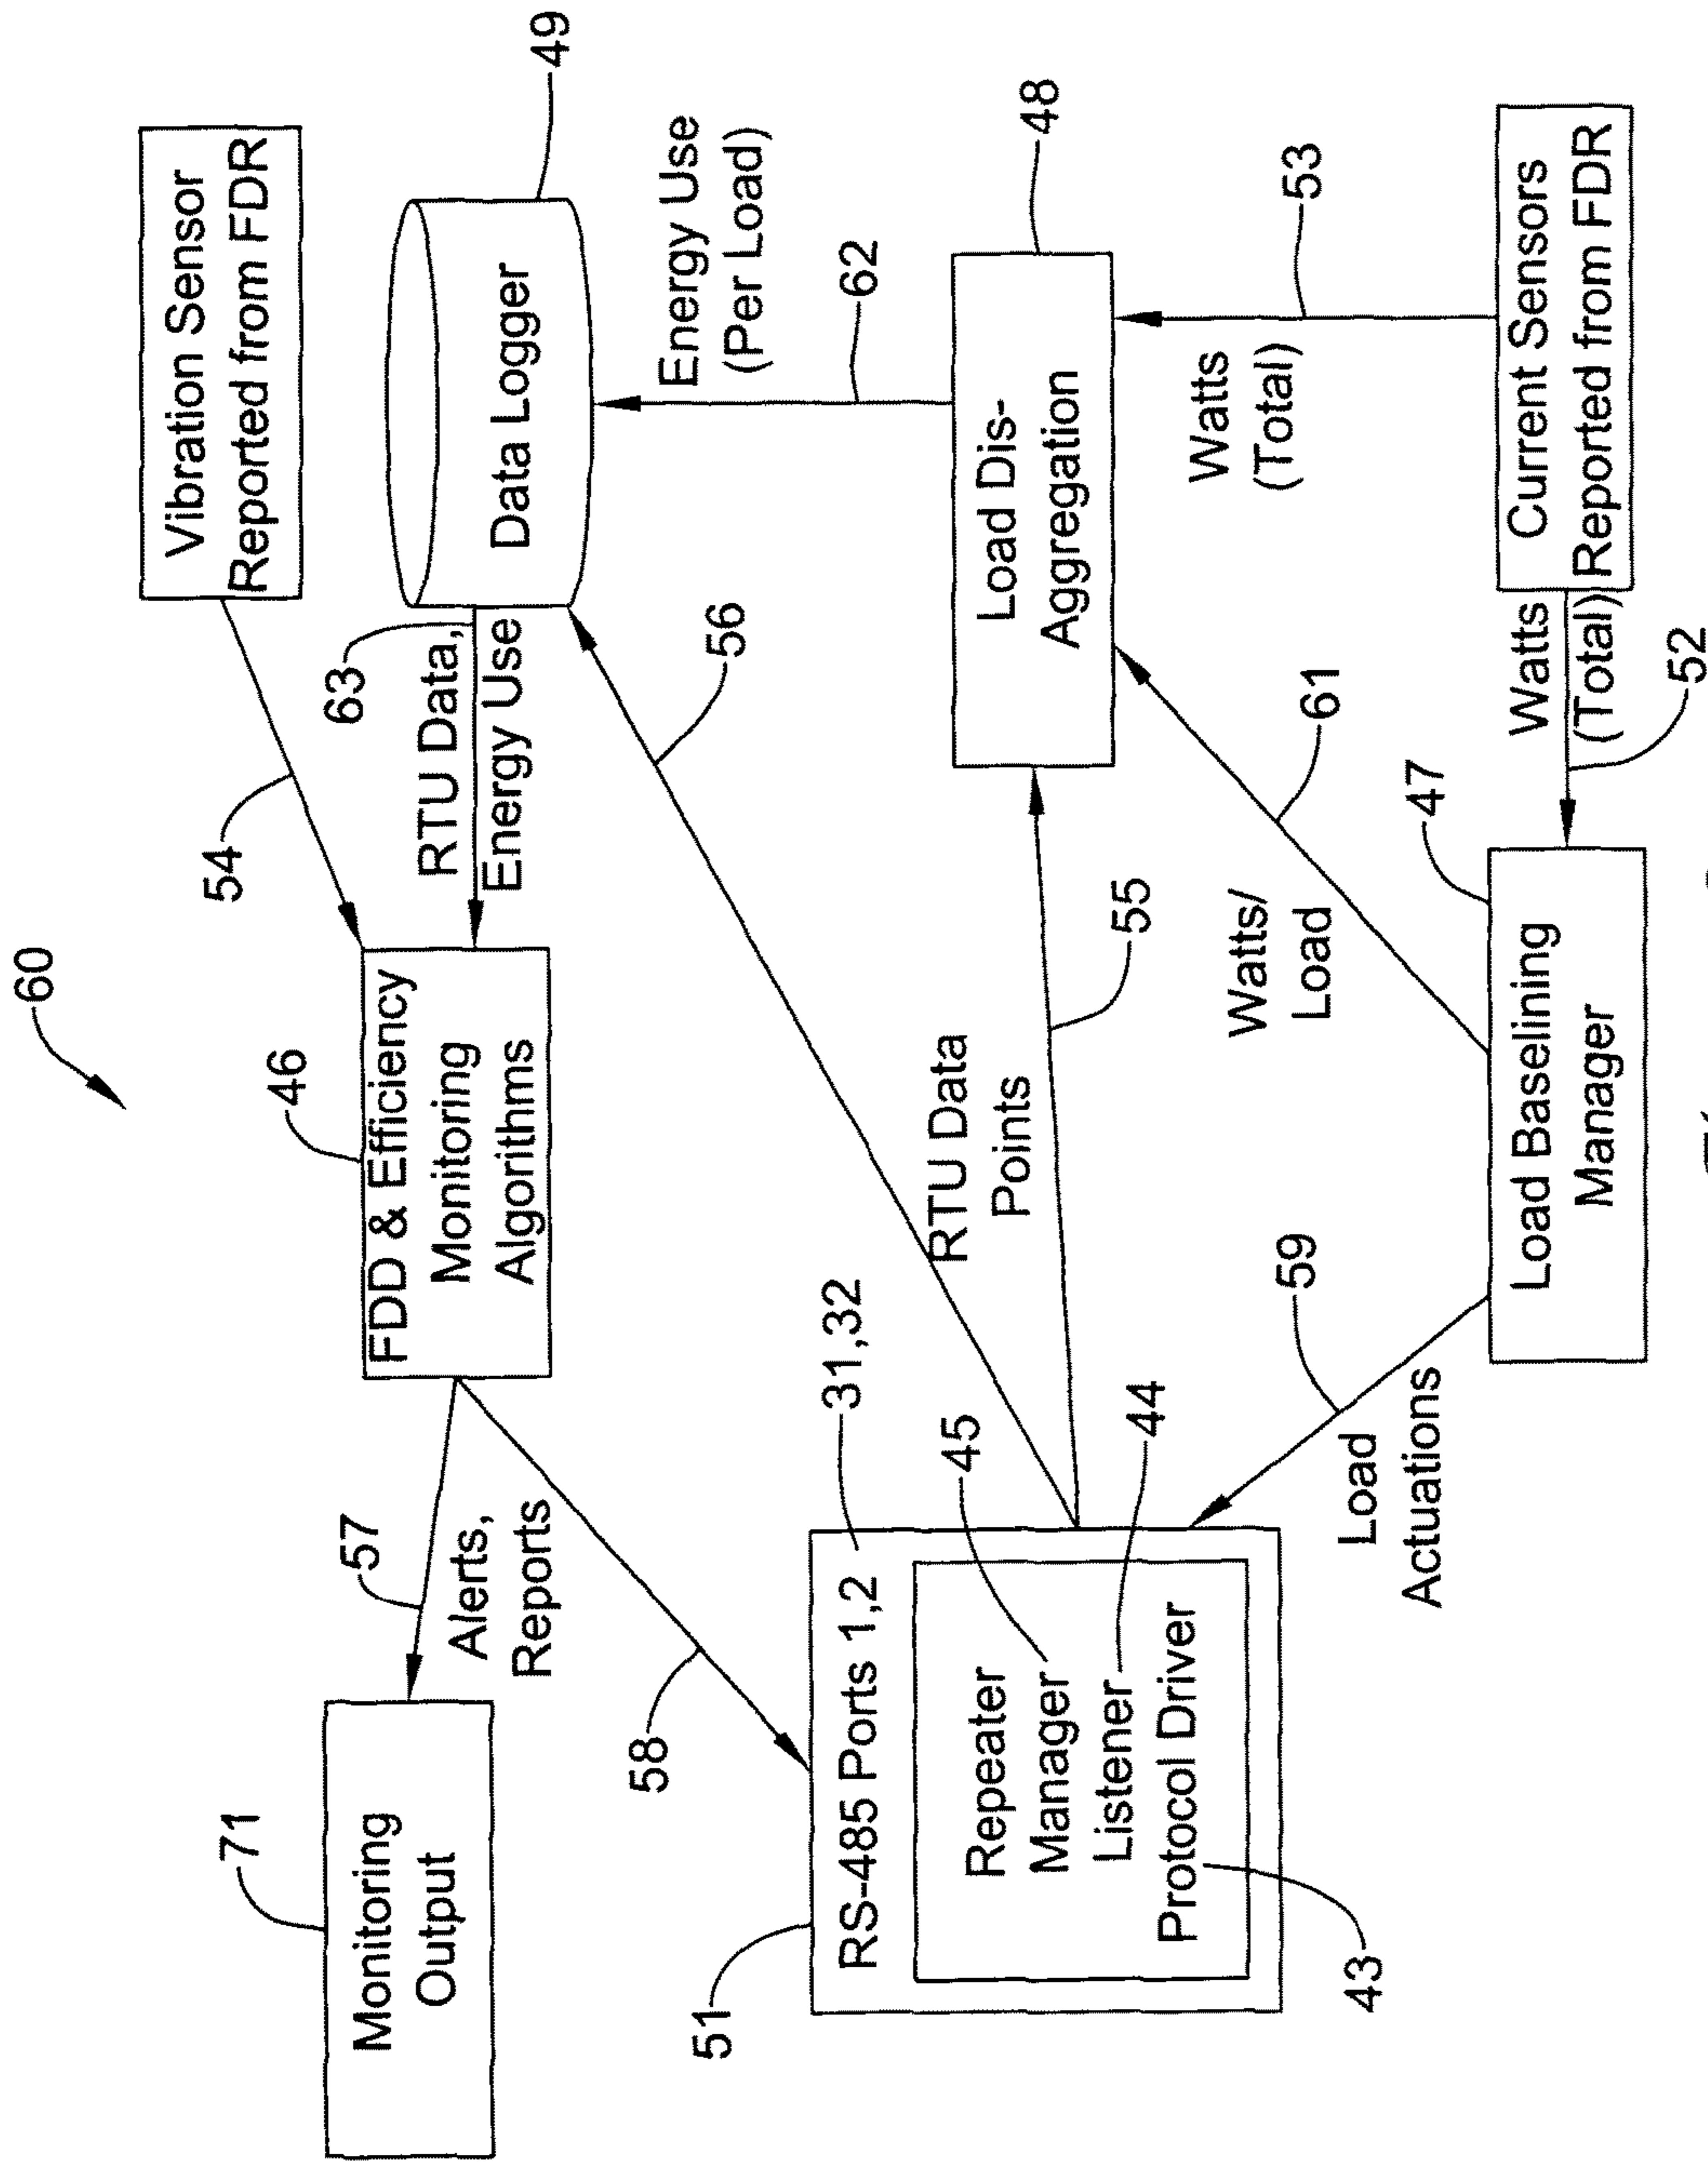 60
71
Monitoring
Output
57
Alerts,
Reports
46
FDD & Efficiency
Monitoring
Algorithms
54
63
RTU Data,
Energy Use
Vibration Sensor
Reported from FDR
49
Data Logger
58
56
62
Energy Use
(Per Load)
51
RS-485 Ports 1,2
31,32
45
Repeater
Manager
Listener
44
Protocol Driver
43
RTU Data
Points
55
48
Load Dis-
Aggregation
59
Load
Actuations
Watts/
Load
61
Watts
(Total)
53
47
Load Baselining
Manager
Watts
(Total)
52
Current Sensors
Reported from FDR